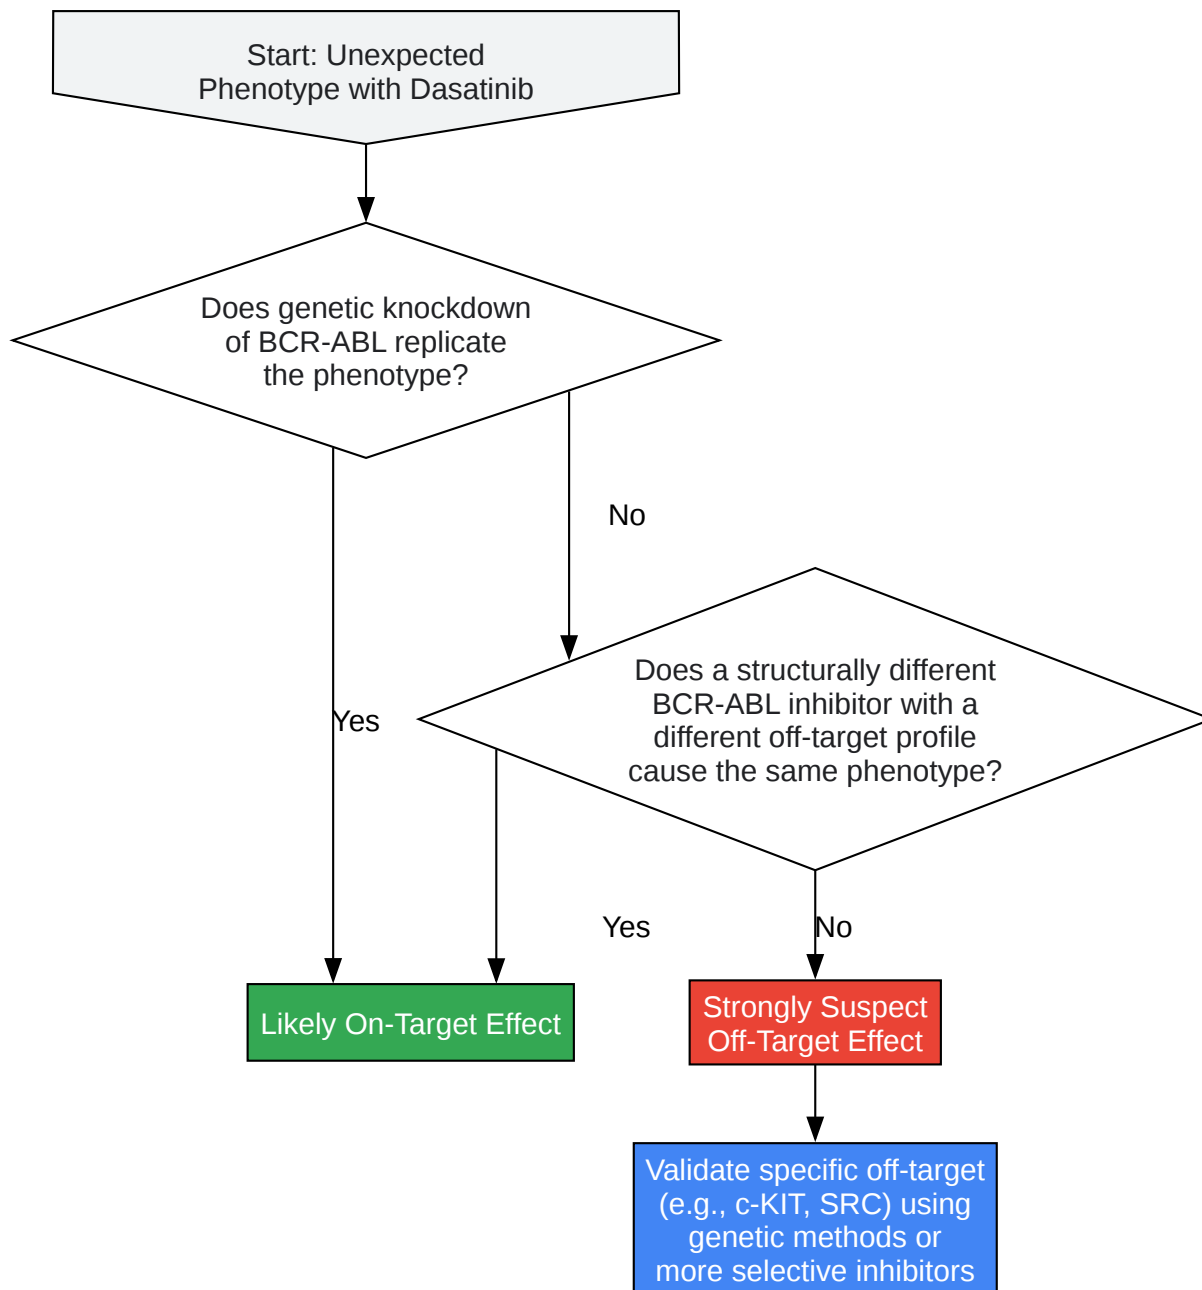 Start: Unexpected
Phenotype with Dasatinib
Does genetic knockdown
of BCR-ABL replicate
the phenotype?
No
Does a structurally different
BCR-ABL inhibitor with a
different off-target profile
cause the same phenotype?
Yes
Yes
No
Likely On-Target Effect
Strongly Suspect
Off-Target Effect
Validate specific off-target
(e.g., c-KIT, SRC) using
genetic methods or
more selective inhibitors